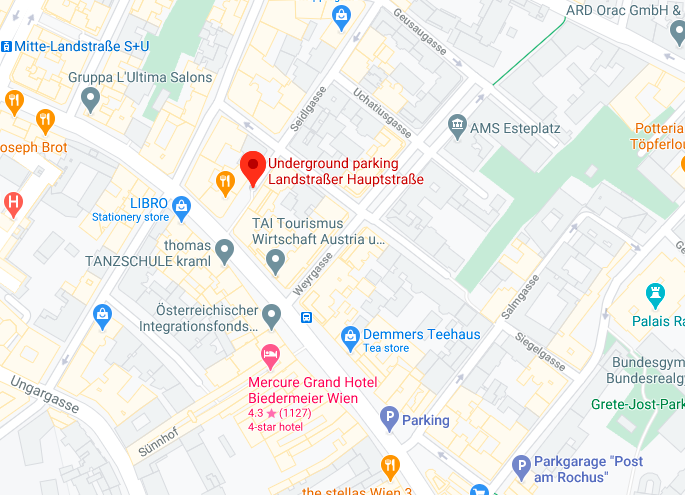 ARD Orac GmbH &
Geusaugasse
Mitte-Landstraße S+U
Gruppa L'Ultima Salons
Seidlgasse
Uchatiusgasse
AMS Esteplatz
Potteria
Töpferlou
oseph Brot
Underground parking
Landstraßer Hauptstraße
H
LIBRO
Stationery store
TAI Tourismus
Wirtschaft Austria u...
thomas
TANZSCHULE kraml
Weyrgasse
Salmgasse
Österreichischer
Integrationsfonds...
Palais Ra
Demmers Teehaus
Tea store
Siegelgasse
Bundesgym
Bundesrealgy
Ungargasse
Mercure Grand Hotel
Biedermeier Wien
4.3 ★ (1127)
4-star hotel
Grete-Jost-Park
P
Parking
Sünnhof
P
Parkgarage "Post
am Rochus"
the stellas Wien 3